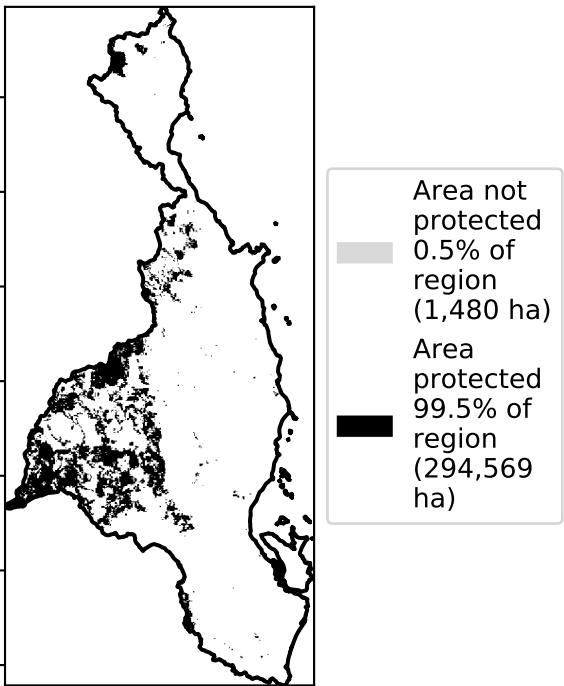 Area not
protected
0.5% of
region
(1,480 ha)
Area
protected
99.5% of
region
(294,569
ha)